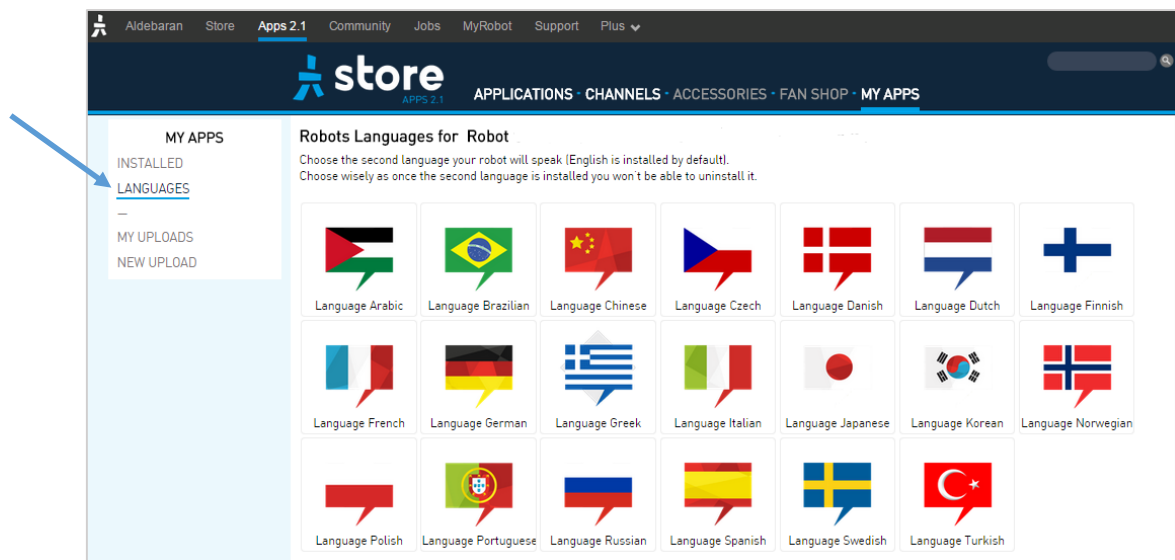 Aldebaran Store Apps 2.1 Community Jobs MyRobot Support Plus
store
APPS 2.1
APPLICATIONS · CHANNELS · ACCESSORIES · FAN SHOP · MY APPS
MY APPS
INSTALLED
LANGUAGES
—
MY UPLOADS
NEW UPLOAD
Robots Languages for Robot
Choose the second language your robot will speak (English is installed by default).
Choose wisely as once the second language is installed you won't be able to uninstall it.
Language Arabic Language Brazilian Language Chinese Language Czech Language Danish Language Dutch Language Finnish
Language French Language German Language Greek Language Italian Language Japanese Language Korean Language Norwegian
Language Polish Language Portuguese Language Russian Language Spanish Language Swedish Language Turkish